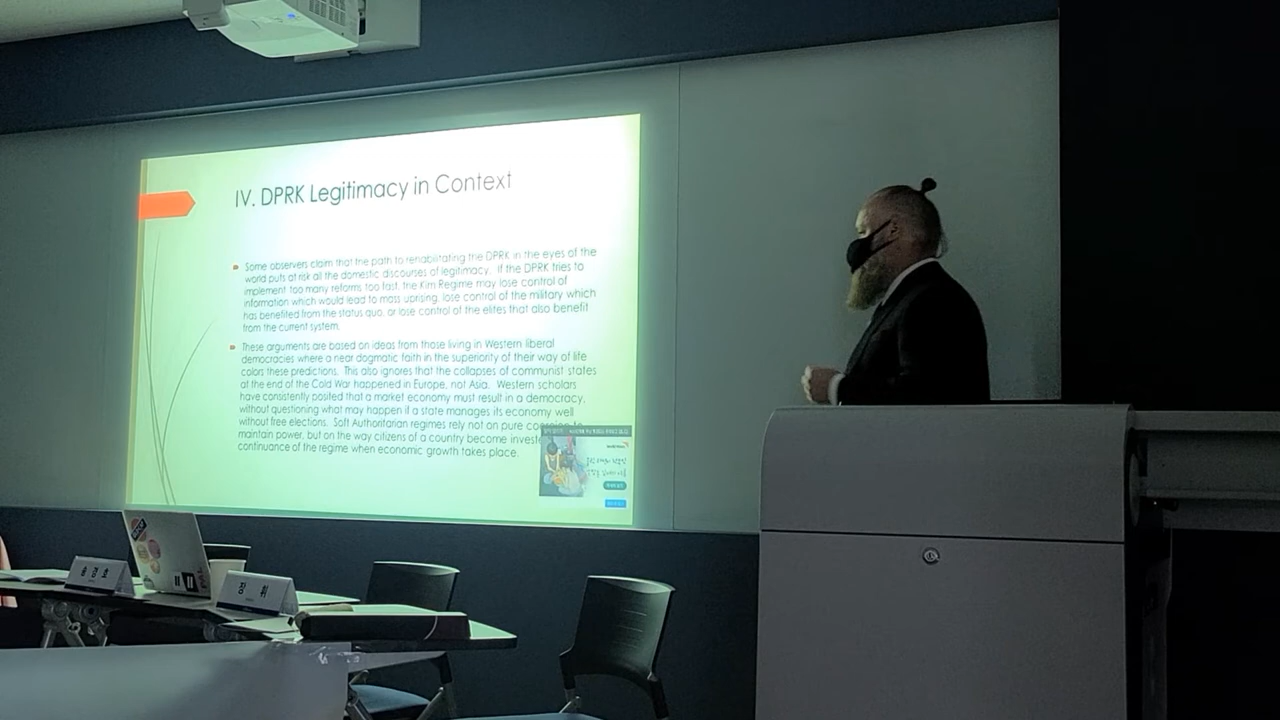 IV. DPRK Legitimacy in Context
Some observers claim that the path to rehabilitating the DPRK in the eyes of the
world puts at risk all the domestic discourses of legitimacy. If the DPRK tries to
implement too many reforms too fast, the Kim Regime may lose control of
information which would lead to mass uprising, lose control of the military which
has benefited from the status quo, or lose control of the elites that also benefit
from the current system.
These arguments are based on ideas from those living in Western liberal
democracies where a near dogmatic faith in the superiority of their way of life
colors these predictions. This also ignores that the collapses of communist states
at the end of the Cold War happened in Europe, not Asia. Western scholars
have consistently posited that a market economy must result in a democracy,
without questioning what may happen if a state manages its economy well
without free elections. Soft Authoritarian regimes rely not on pure
maintain power, but on the way citizens of a country become
continuance of the regime when economic growth takes place.